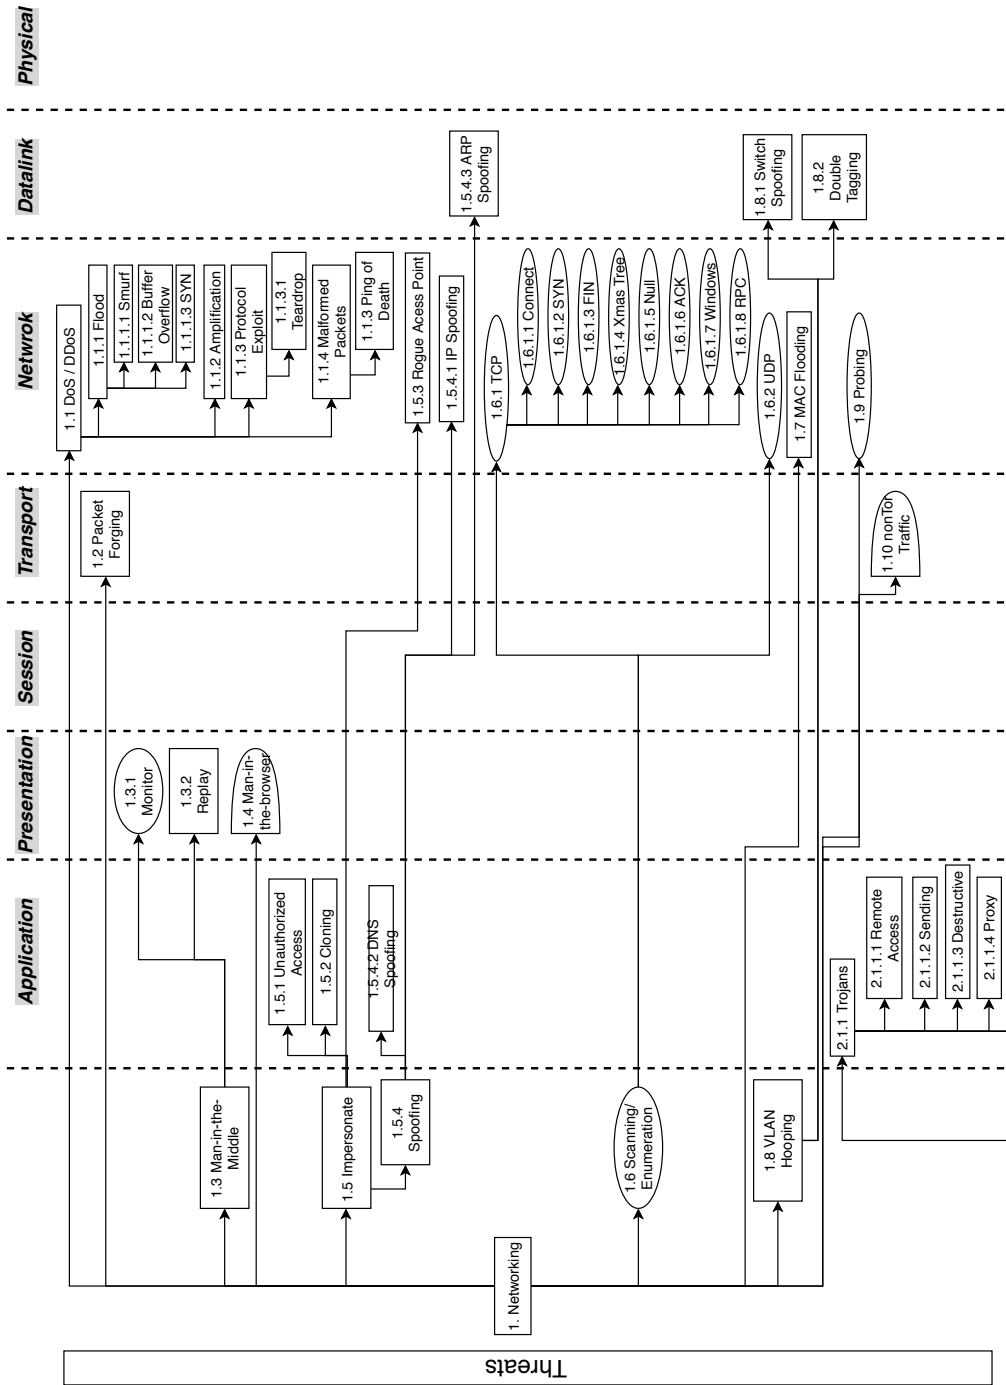 Physical
Datalink
Netwrok
Transport
Session
Presentation
Application
Threats
1. Networking
1.1 DoS / DDoS
1.1.1 Flood
1.1.1.1 Smurf
1.1.1.2 Buffer
Overflow
1.1.1.3 SYN
1.1.2 Amplification
1.1.3 Protocol
Exploit
1.1.3.1
Teardrop
1.1.4 Malformed
Packets
1.1.3 Ping of
Death
1.2 Packet
Forging
1.3 Man-in-the-
Middle
1.3.1
Monitor
1.3.2
Replay
1.4 Man-in-
the-browser
1.5 Impersonate
1.5.1 Unauthorized
Access
1.5.2 Cloning
1.5.3 Rogue Acess Point
1.5.4
Spoofing
1.5.4.1 IP Spoofing
1.5.4.2 DNS
Spoofing
1.5.4.3 ARP
Spoofing
1.6 Scanning/
Enumeration
1.6.1 TCP
1.6.1.1 Connect
1.6.1.2 SYN
1.6.1.3 FIN
1.6.1.4 Xmas Tree
1.6.1.5 Null
1.6.1.6 ACK
1.6.1.7 Windows
1.6.1.8 RPC
1.6.2 UDP
1.7 MAC Flooding
1.8 VLAN
Hooping
1.8.1 Switch
Spoofing
1.8.2
Double
Tagging
1.9 Probing
1.10 nonTor
Traffic
2.1.1 Trojans
2.1.1.1 Remote
Access
2.1.1.2 Sending
2.1.1.3 Destructive
2.1.1.4 Proxy